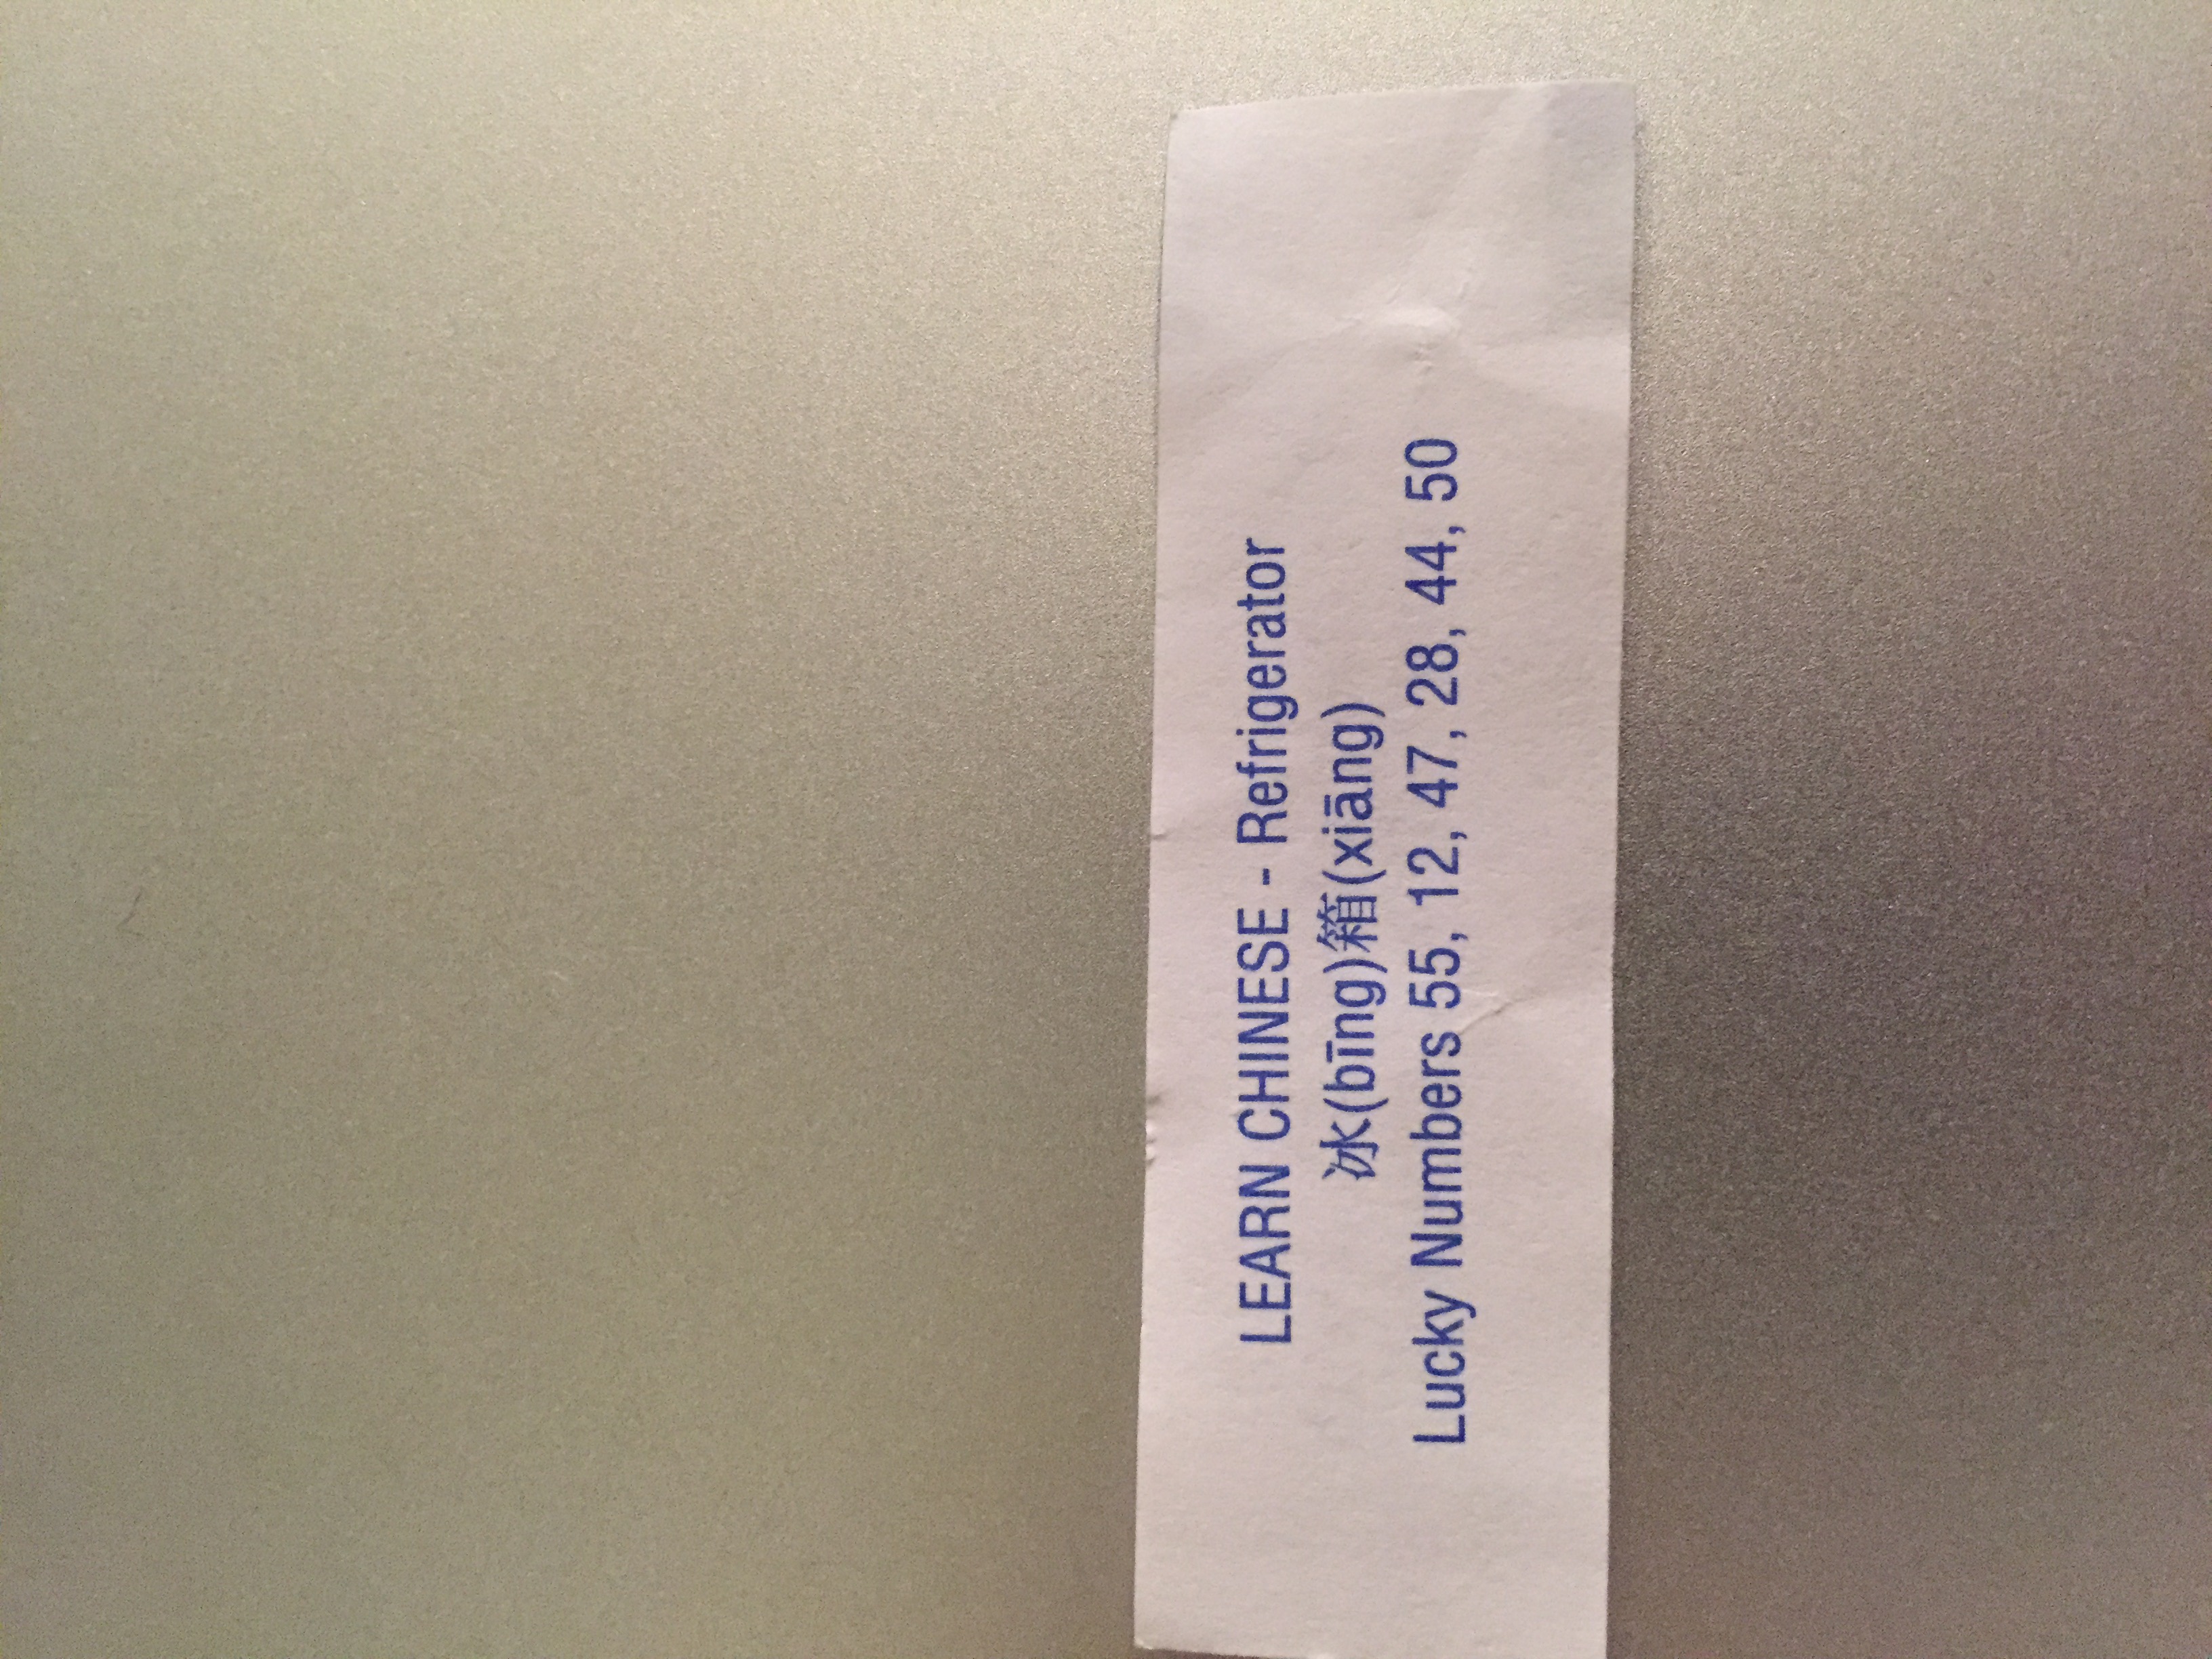 LEARN CHINESE - Refrigerator
冰(bīng)箱(xiāng)
Lucky Numbers 55, 12, 47, 28, 44, 50